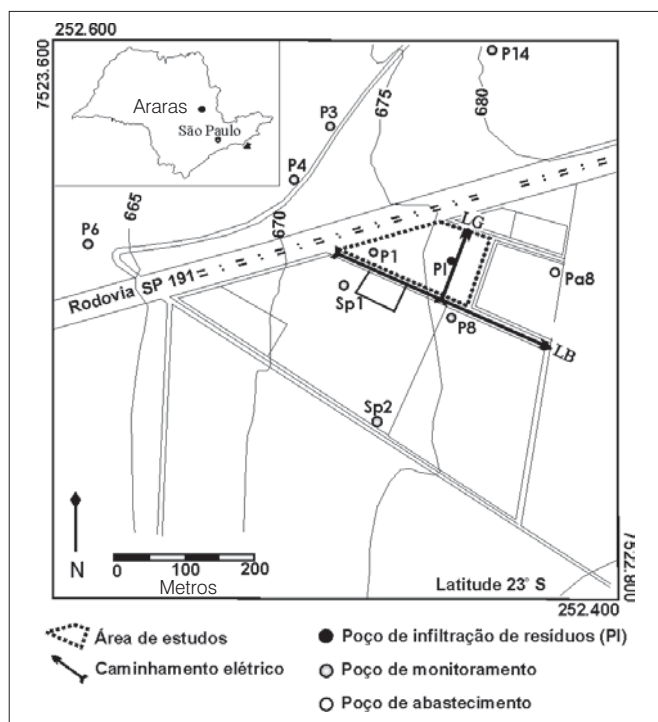 252.600
7523.600
Araras
São Paulo
P14
675
680
P3
P4
665
P6
670
LG
Rodovia SP 191
P1
PI
Pa8
Sp1
P8
LB
Sp2
N
0 100 200
Metros
Latitude 23° S
7522.800
252.400
Área de estudos
Poço de infiltração de resíduos (PI)
Caminhamento elétrico
Poço de monitoramento
Poço de abastecimento